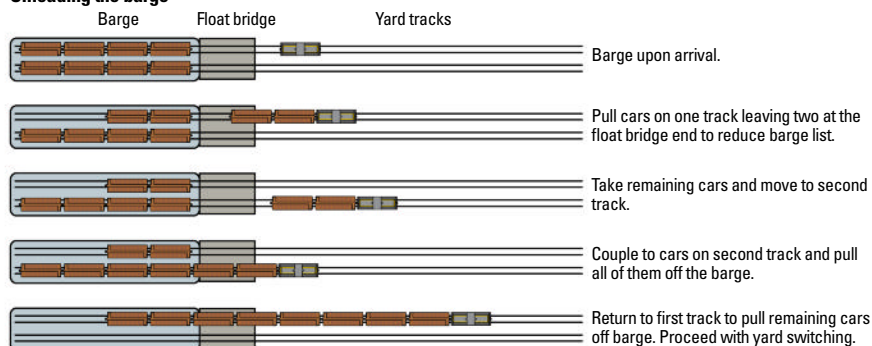 Unloading the barge
Barge Float bridge Yard tracks
Barge upon arrival.
Pull cars on one track leaving two at the
float bridge end to reduce barge list.
Take remaining cars and move to second
track.
Couple to cars on second track and pull
all of them off the barge.
Return to first track to pull remaining cars
off barge. Proceed with yard switching.